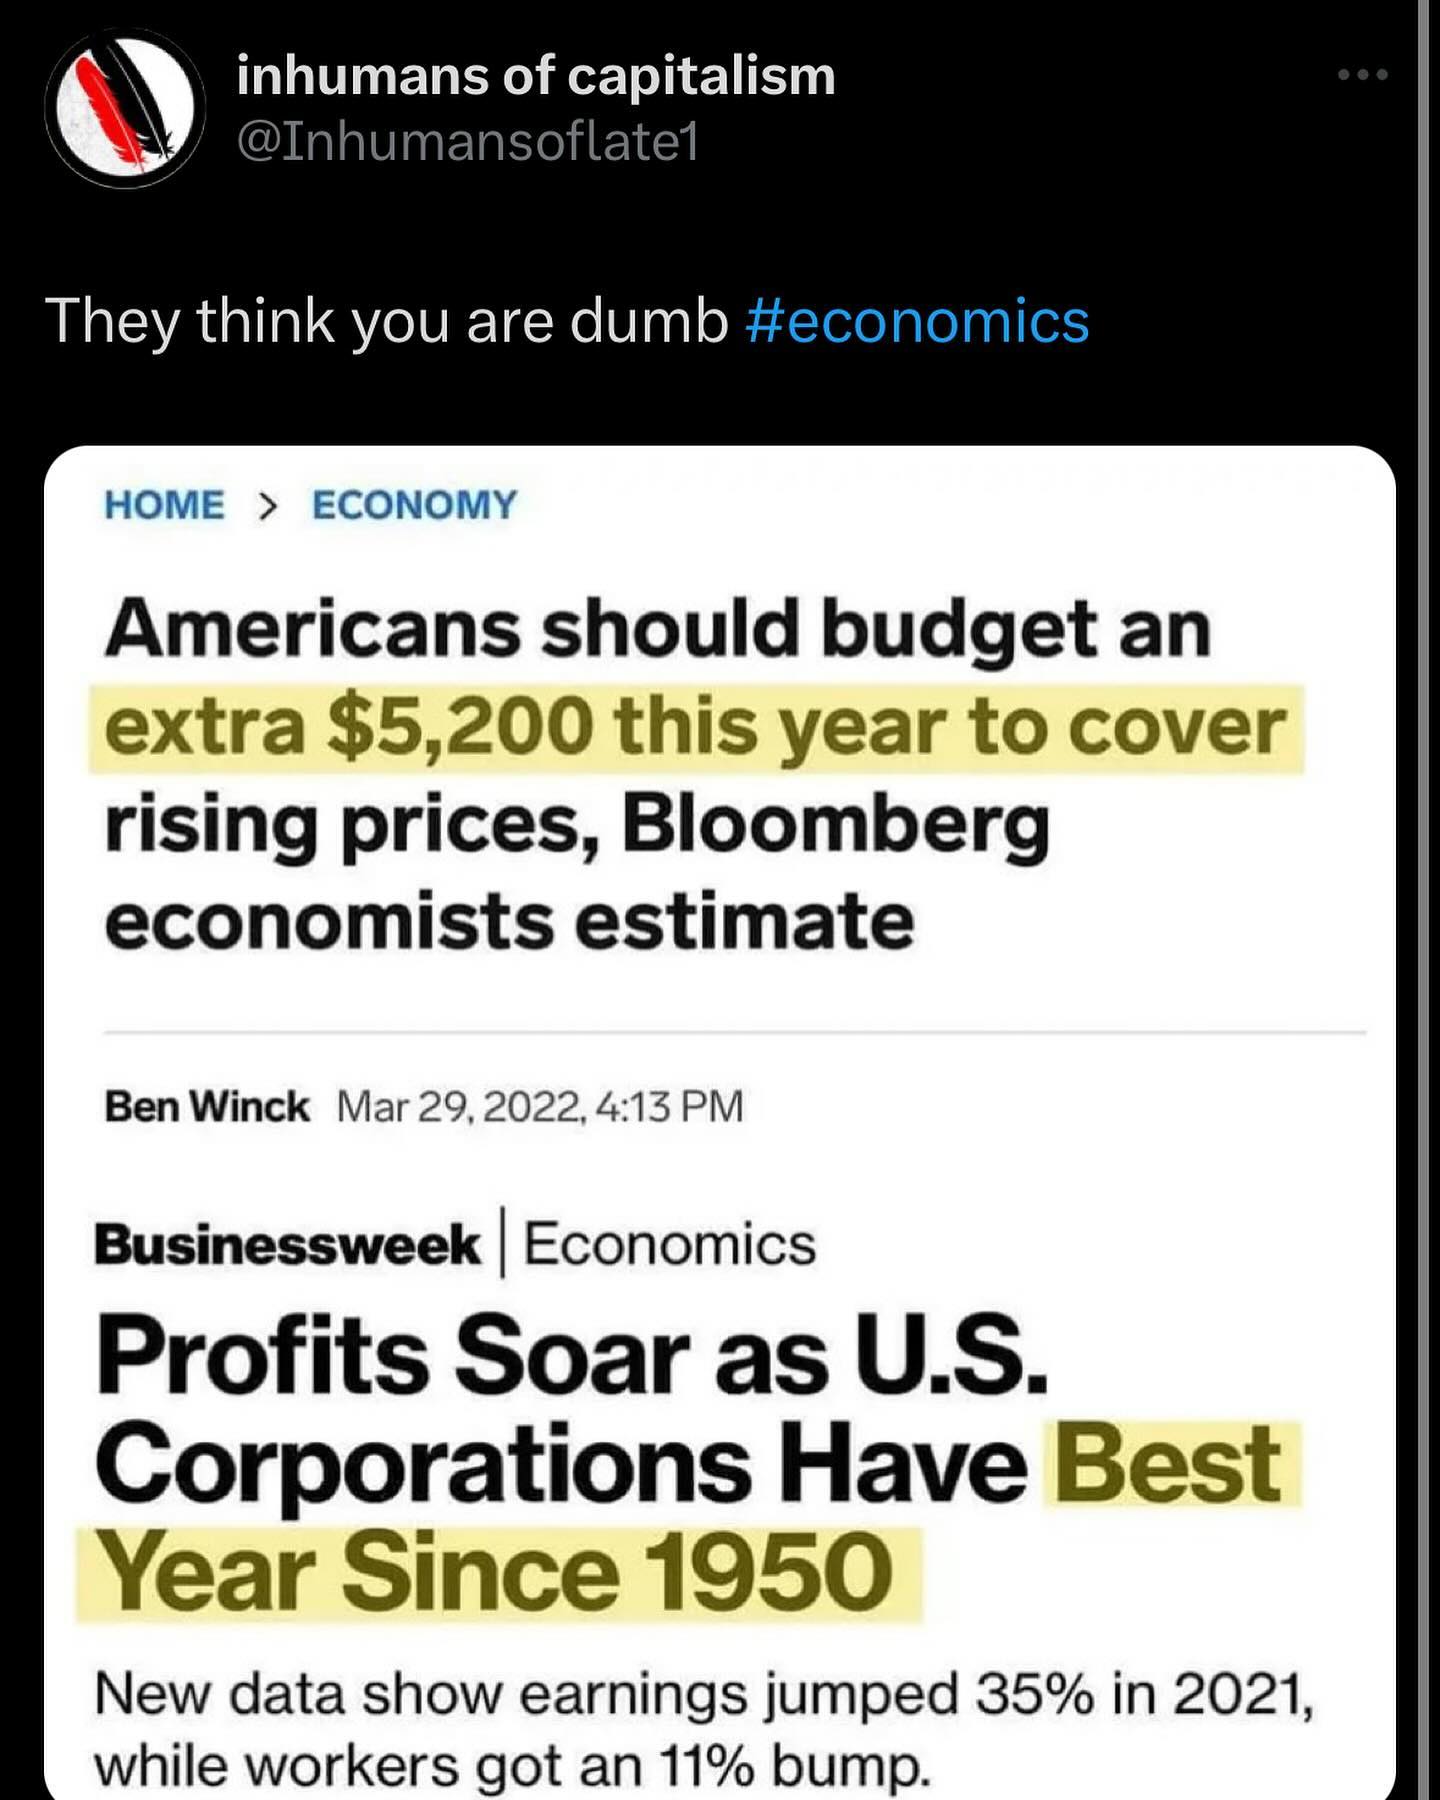 inhumans of capitalism
@Inhumansoflate1
They think you are dumb #economics
HOME > ECONOMY
Americans should budget an
extra $5,200 this year to cover
rising prices, Bloomberg
economists estimate
Ben Winck Mar 29, 2022, 4:13 PM
Businessweek | Economics
Profits Soar as U.S.
Corporations Have Best
Year Since 1950
New data show earnings jumped 35% in 2021,
while workers got an 11% bump.